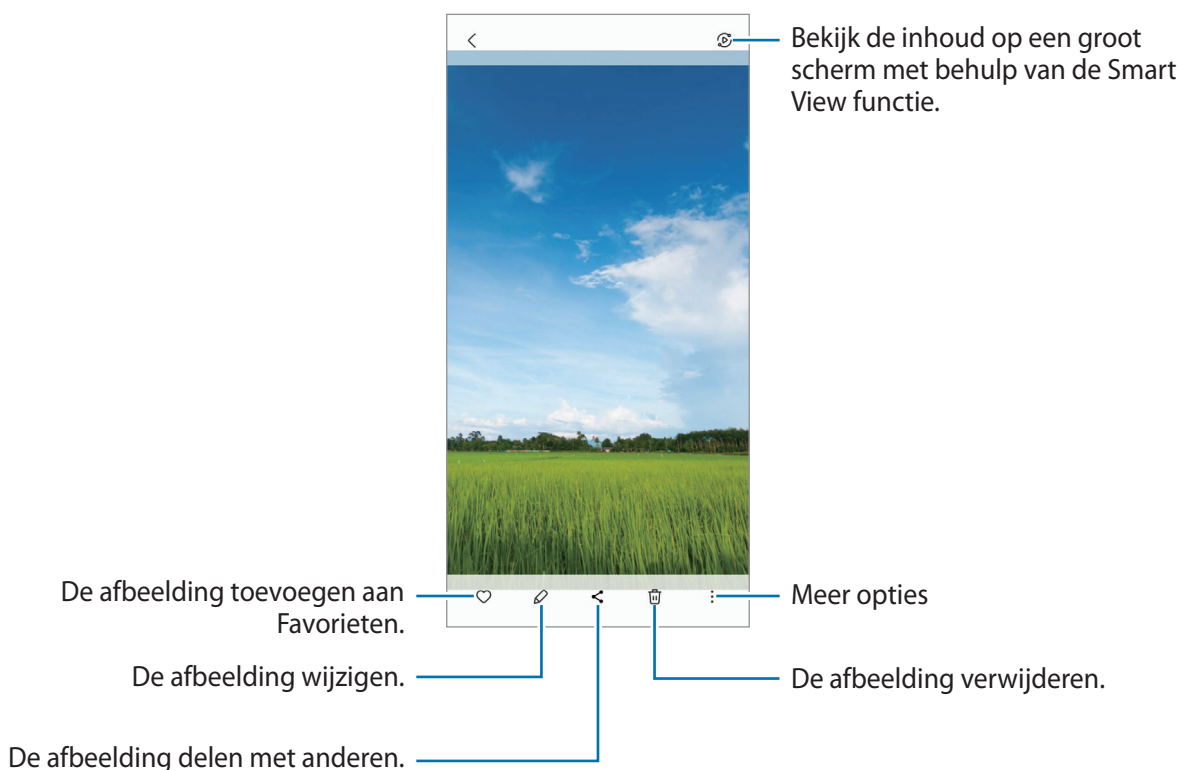 Bekijk de inhoud op een groot
scherm met behulp van de Smart
View functie.
De afbeelding toevoegen aan
Favorieten.
Meer opties
De afbeelding wijzigen.
De afbeelding verwijderen.
De afbeelding delen met anderen.